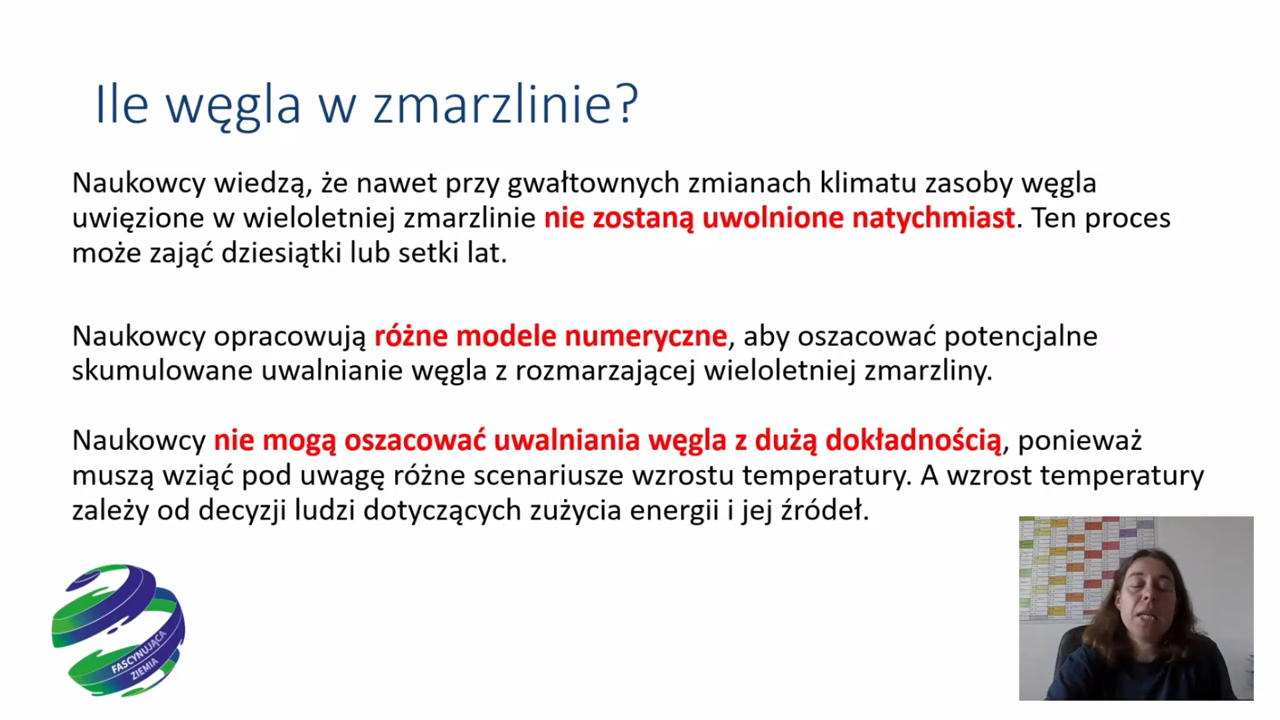 Ile węgla w zmarzlinie?
Naukowcy wiedzą, że nawet przy gwałtownych zmianach klimatu zasoby węgla
uwięzione w wieloletniej zmarzlinie nie zostaną uwolnione natychmiast. Ten proces
może zająć dziesiątki lub setki lat.
Naukowcy opracowują różne modele numeryczne, aby oszacować potencjalne
skumulowane uwalnianie węgla z rozmarzającej wieloletniej zmarzliny.
Naukowcy nie mogą oszacować uwalniania węgla z dużą dokładnością, ponieważ
muszą wziąć pod uwagę różne scenariusze wzrostu temperatury. A wzrost temperatury
zależy od decyzji ludzi dotyczących zużycia energii i jej źródeł.
FASCYNUJĄCA
ZIEMIA